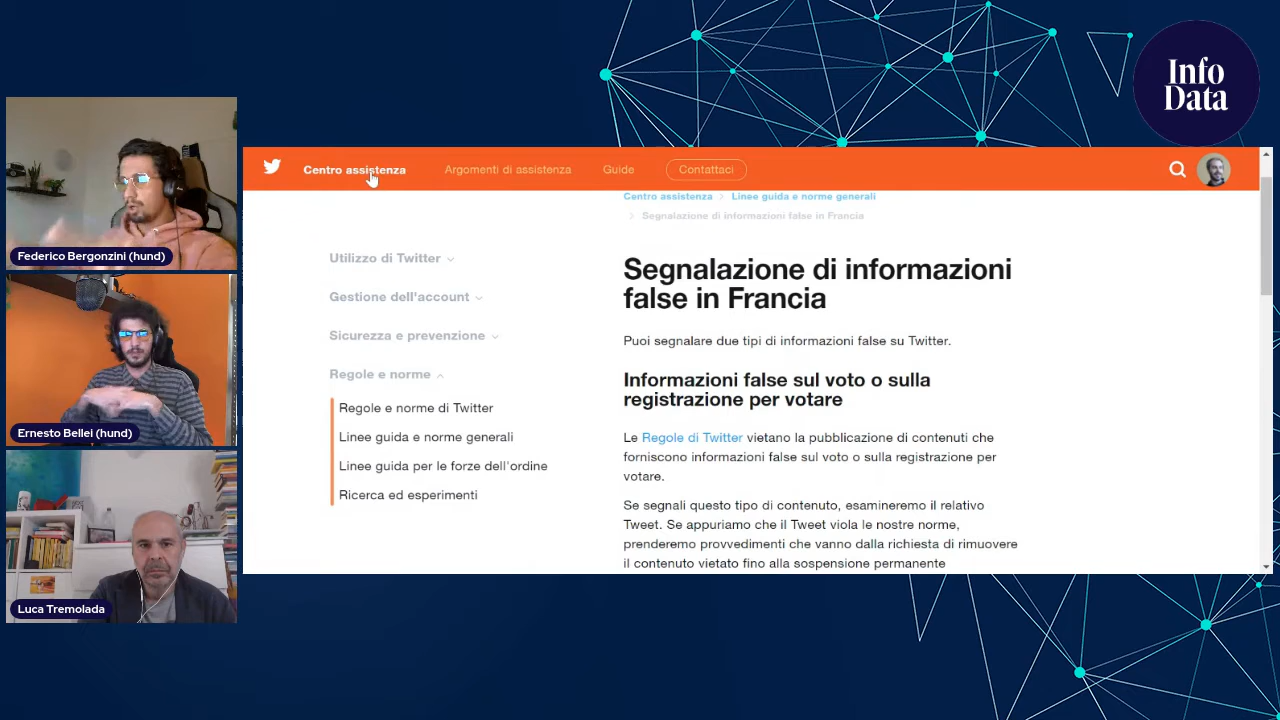 Info
Data
Federico Bergonzini (hund)
Ernesto Bellei (hund)
Luca Tremolada
Centro assistenza
Argomenti di assistenza
Guide
Contattaci
Centro assistenza
Linee guida e norme generali
Segnalazione di informazioni false in Francia
Utilizzo di Twitter
Gestione dell'account
Sicurezza e prevenzione
Regole e norme
Regole e norme di Twitter
Linee guida e norme generali
Linee guida per le forze dell'ordine
Ricerca ed esperimenti
Segnalazione di informazioni
false in Francia
Puoi segnalare due tipi di informazioni false su Twitter.
Informazioni false sul voto o sulla
registrazione per votare
Le Regole di Twitter vietano la pubblicazione di contenuti che
forniscono informazioni false sul voto o sulla registrazione per
votare.
Se segnali questo tipo di contenuto, esamineremo il relativo
Tweet. Se appuriamo che il Tweet viola le nostre norme,
prenderemo provvedimenti che vanno dalla richiesta di rimuovere
il contenuto vietato fino alla sospensione permanente